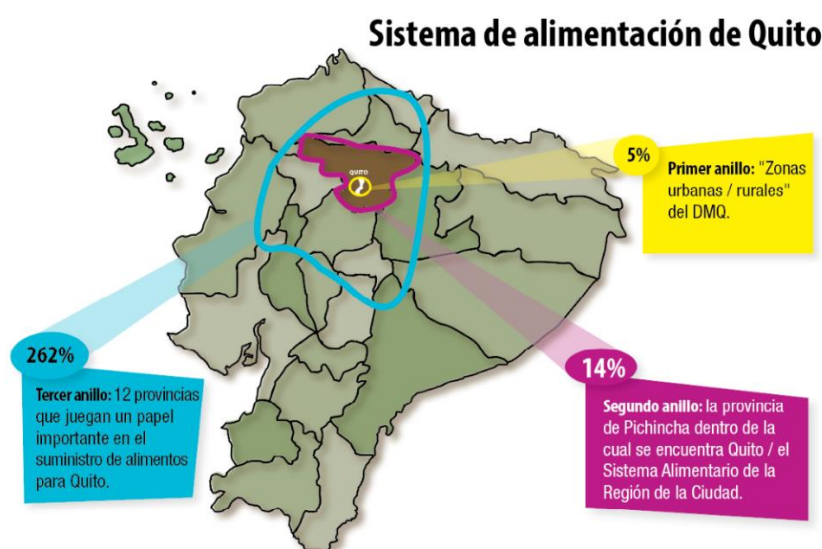 Sistema de alimentación de Quito
QUITO
5%
Primer anillo: "Zonas
urbanas / rurales"
del DMQ.
262%
Tercer anillo: 12 provincias
que juegan un papel
importante en el
suministro de alimentos
para Quito.
14%
Segundo anillo: la provincia
de Pichincha dentro de la
cual se encuentra Quito / el
Sistema Alimentario de la
Región de la Ciudad.